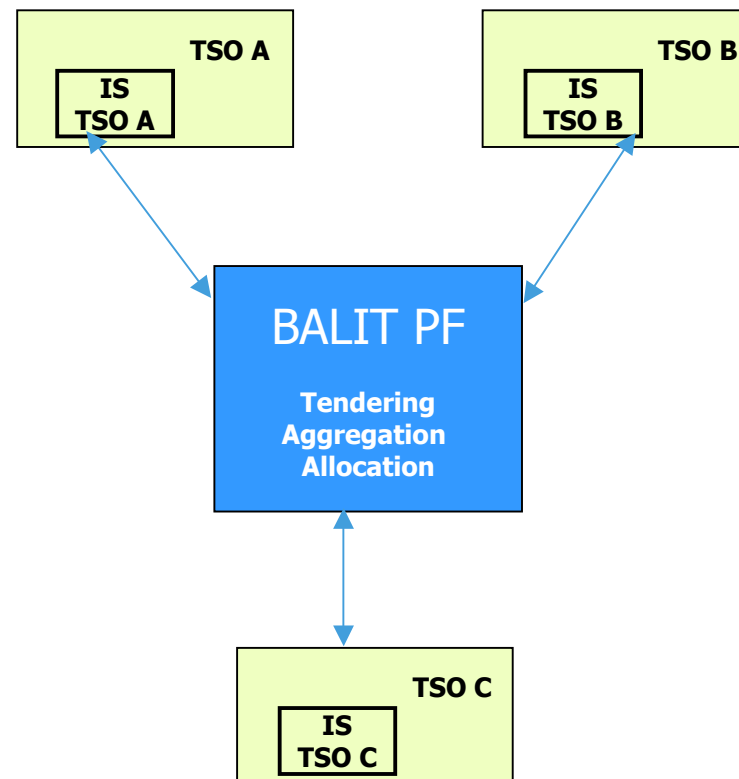 TSO A
IS
TSO A
TSO B
IS
TSO B
BALIT PF
Tendering
Aggregation
Allocation
TSO C
IS
TSO C